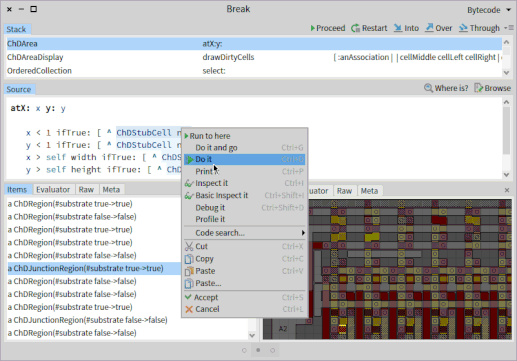 Break
Bytecode
Stack
Proceed
Restart
Into
Over
Through
ChDArea
atX:y:
ChDAreaDisplay
drawDirtyCells
[ :anAssociation | | cellMiddle cellLeft cellRight | c
OrderedCollection
select:
Source
Where is?
Browse
atX: x y: y
x < 1 ifTrue: [ ^ ChDStubCell n
y < 1 ifTrue: [ ^ ChDStubCell
x > self width ifTrue: [ ^ ChDS
y > self height ifTrue: [ ^ ChD
Run to here
Do it and go Ctrl+G
Do it
Print it Ctrl+P
Inspect it Ctrl+I
Basic Inspect it Ctrl+Shift+I
Debug it Ctrl+Shift+D
Profile it
Code search...
Cut Ctrl+X
Copy Ctrl+C
Paste Ctrl+V
Paste...
Accept Ctrl+S
Cancel Ctrl+L
Items Evaluator Raw Meta
a ChDRegion(#substrate true->true)
a ChDRegion(#substrate false->false)
a ChDRegion(#substrate true->true)
a ChDRegion(#substrate false->false)
a ChDRegion(#substrate false->false)
a ChDJunctionRegion(#substrate true->true)
a ChDRegion(#substrate false->false)
a ChDRegion(#substrate false->false)
a ChDRegion(#substrate true->true)
a ChDJunctionRegion(#substrate false->false)
a ChDRegion(#substrate false->false)
uator Raw Meta
A2